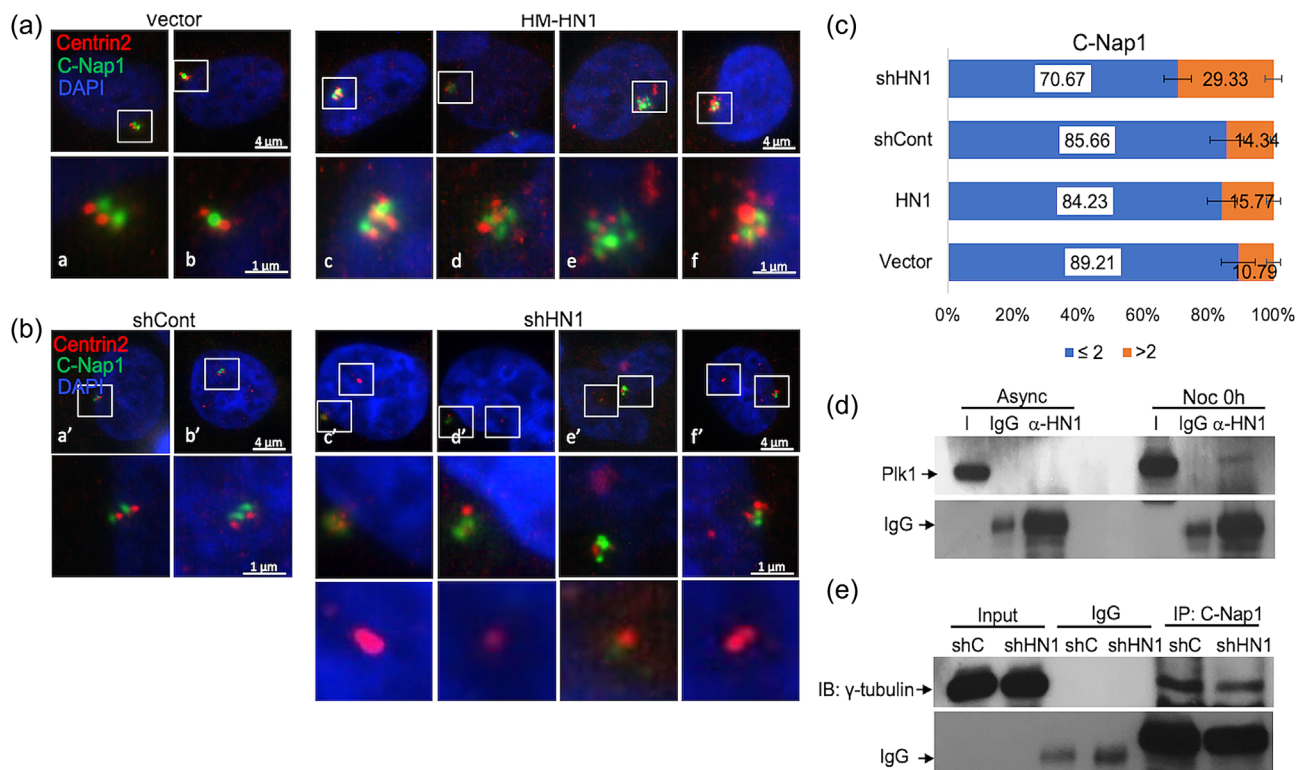 (a)
Vector
HM-HN1
Centrin2
C-Nap1
DAPI
4 µm
4 µm
a
b
1 µm
c
d
e
f
1 µm
(b)
shCont
shHN1
Centrin2
C-Nap1
DAPI
a'
b'
4 µm
c'
d'
e'
f'
4 µm
1 µm
1 µm
(c)
C-Nap1
shHN1
70.67
29.33
shCont
85.66
14.34
HN1
84.23
15.77
Vector
89.21
10.79
0%
20%
40%
60%
80%
100%
≤ 2
>2
(d)
Async
Noc 0h
I
IgG
α-HN1
I
IgG
α-HN1
Plk1
IgG
(e)
Input
IgG
IP: C-Nap1
shC
shHN1
shC
shHN1
shC
shHN1
IB: γ-tubulin
IgG